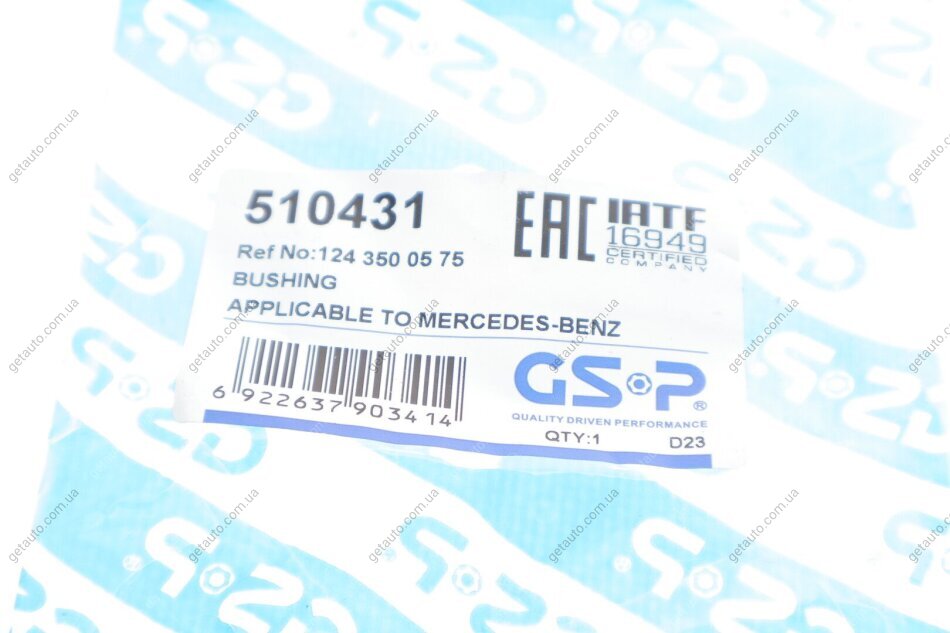 510431
Ref No:124 350 05 75
BUSHING
APPLICABLE TO MERCEDES-BENZ
EAC
IATF
16949
CERTIFIED
COMPANY
6 922637 903414
GSP®
QUALITY DRIVEN PERFORMANCE
QTY:1 D23
getauto.com.ua